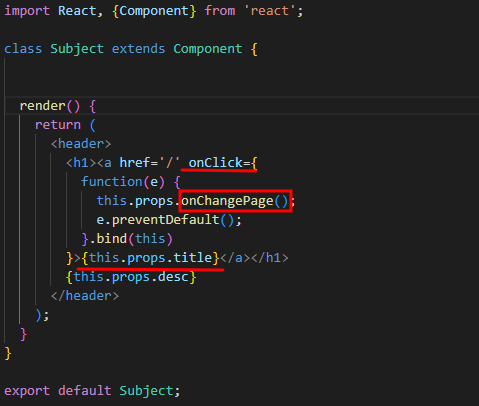 import React, {Component} from 'react';
class Subject extends Component {
render() {
return (
<header>
<h1><a href='/' onClick={
function(e) {
this.props.onChangePage();
e.preventDefault();
}.bind(this)
}>{this.props.title}</a></h1>
{this.props.desc}
</header>
);
}
}
export default Subject;